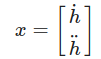 x = [ḣ
ḧ]